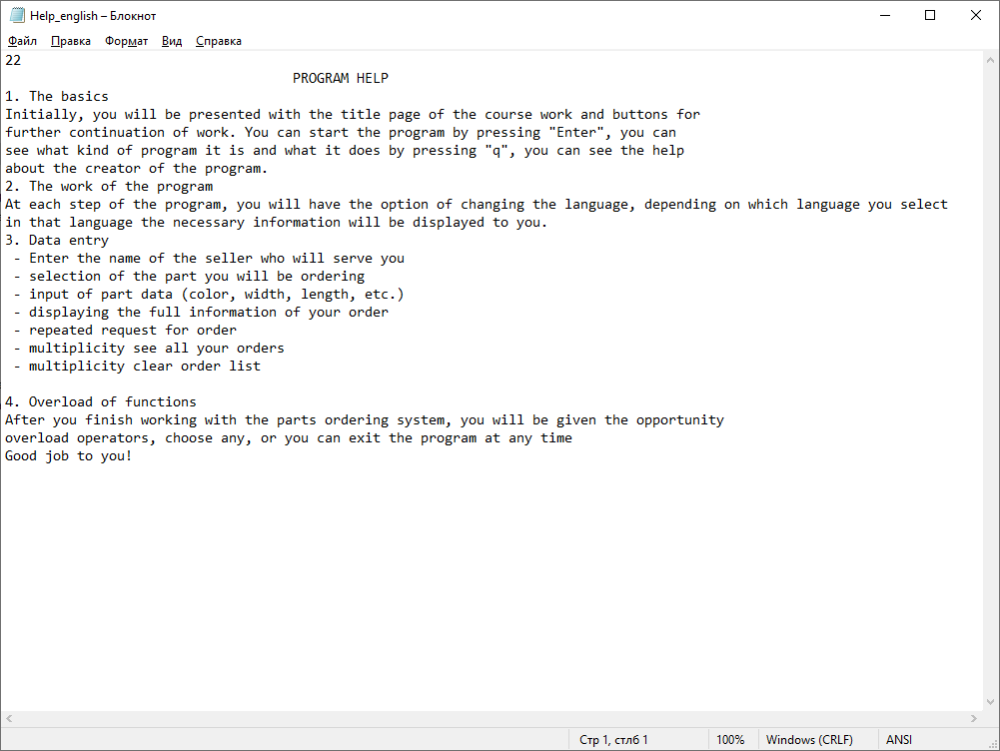 Help_english – Блокнот
Файл Правка Формат Вид Справка
22
PROGRAM HELP
1. The basics
Initially, you will be presented with the title page of the course work and buttons for
further continuation of work. You can start the program by pressing "Enter", you can
see what kind of program it is and what it does by pressing "q", you can see the help
about the creator of the program.
2. The work of the program
At each step of the program, you will have the option of changing the language, depending on which language you select
in that language the necessary information will be displayed to you.
3. Data entry
- Enter the name of the seller who will serve you
- selection of the part you will be ordering
- input of part data (color, width, length, etc.)
- displaying the full information of your order
- repeated request for order
- multiplicity see all your orders
- multiplicity clear order list
4. Overload of functions
After you finish working with the parts ordering system, you will be given the opportunity
overload operators, choose any, or you can exit the program at any time
Good job to you!
Стр 1, стлб 1 100% Windows (CRLF) ANSI